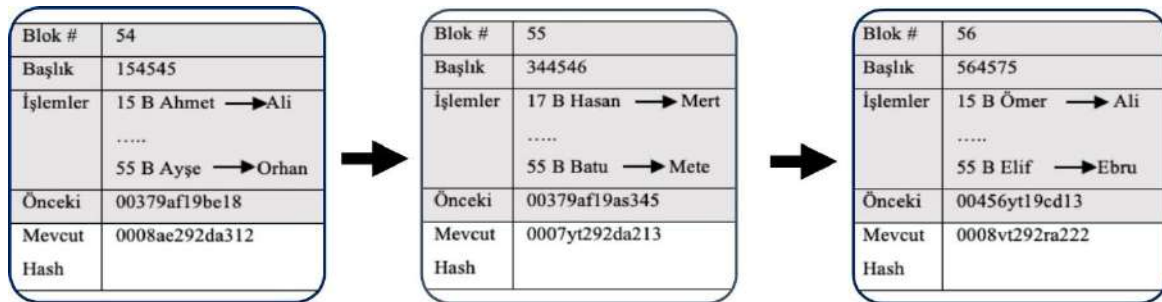 Blok # 54
Başlık 154545
İşlemler 15 B Ahmet Ali
.....
55 B Ayşe Orhan
Önceki 00379af19be18
Mevcut 0008ae292da312
Hash
Blok # 55
Başlık 344546
İşlemler 17 B Hasan Mert
.....
55 B Batu Mete
Önceki 00379af19as345
Mevcut 0007yt292da213
Hash
Blok # 56
Başlık 564575
İşlemler 15 B Ömer Ali
.....
55 B Elif Ebru
Önceki 00456yt19cd13
Mevcut 0008vt292ra222
Hash